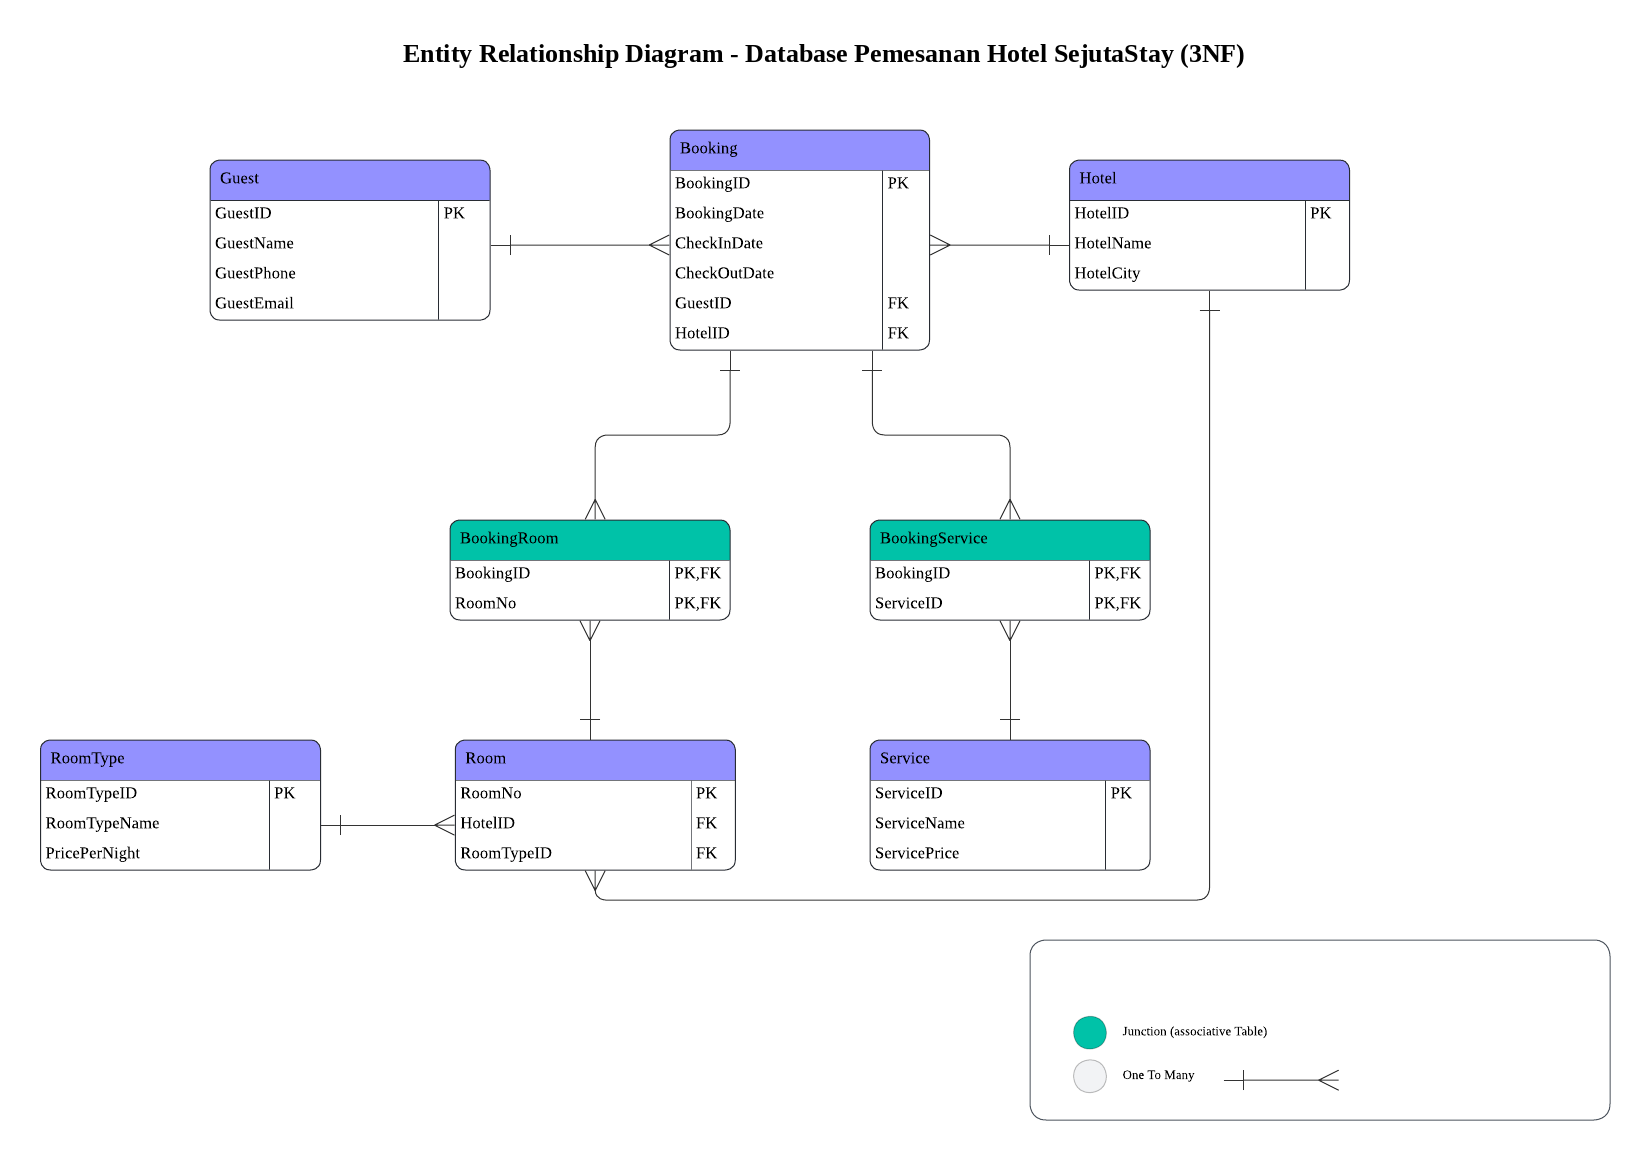 Entity Relationship Diagram - Database Pemesanan Hotel SejutaStay (3NF)
Guest
GuestID PK
GuestName
GuestPhone
GuestEmail
Booking
BookingID PK
BookingDate
CheckInDate
CheckOutDate
GuestID FK
HotelID FK
Hotel
HotelID PK
HotelName
HotelCity
BookingRoom
BookingID PK,FK
RoomNo PK,FK
BookingService
BookingID PK,FK
ServiceID PK,FK
RoomType
RoomTypeID PK
RoomTypeName
PricePerNight
Room
RoomNo PK
HotelID FK
RoomTypeID FK
Service
ServiceID PK
ServiceName
ServicePrice
Junction (associative Table)
One To Many